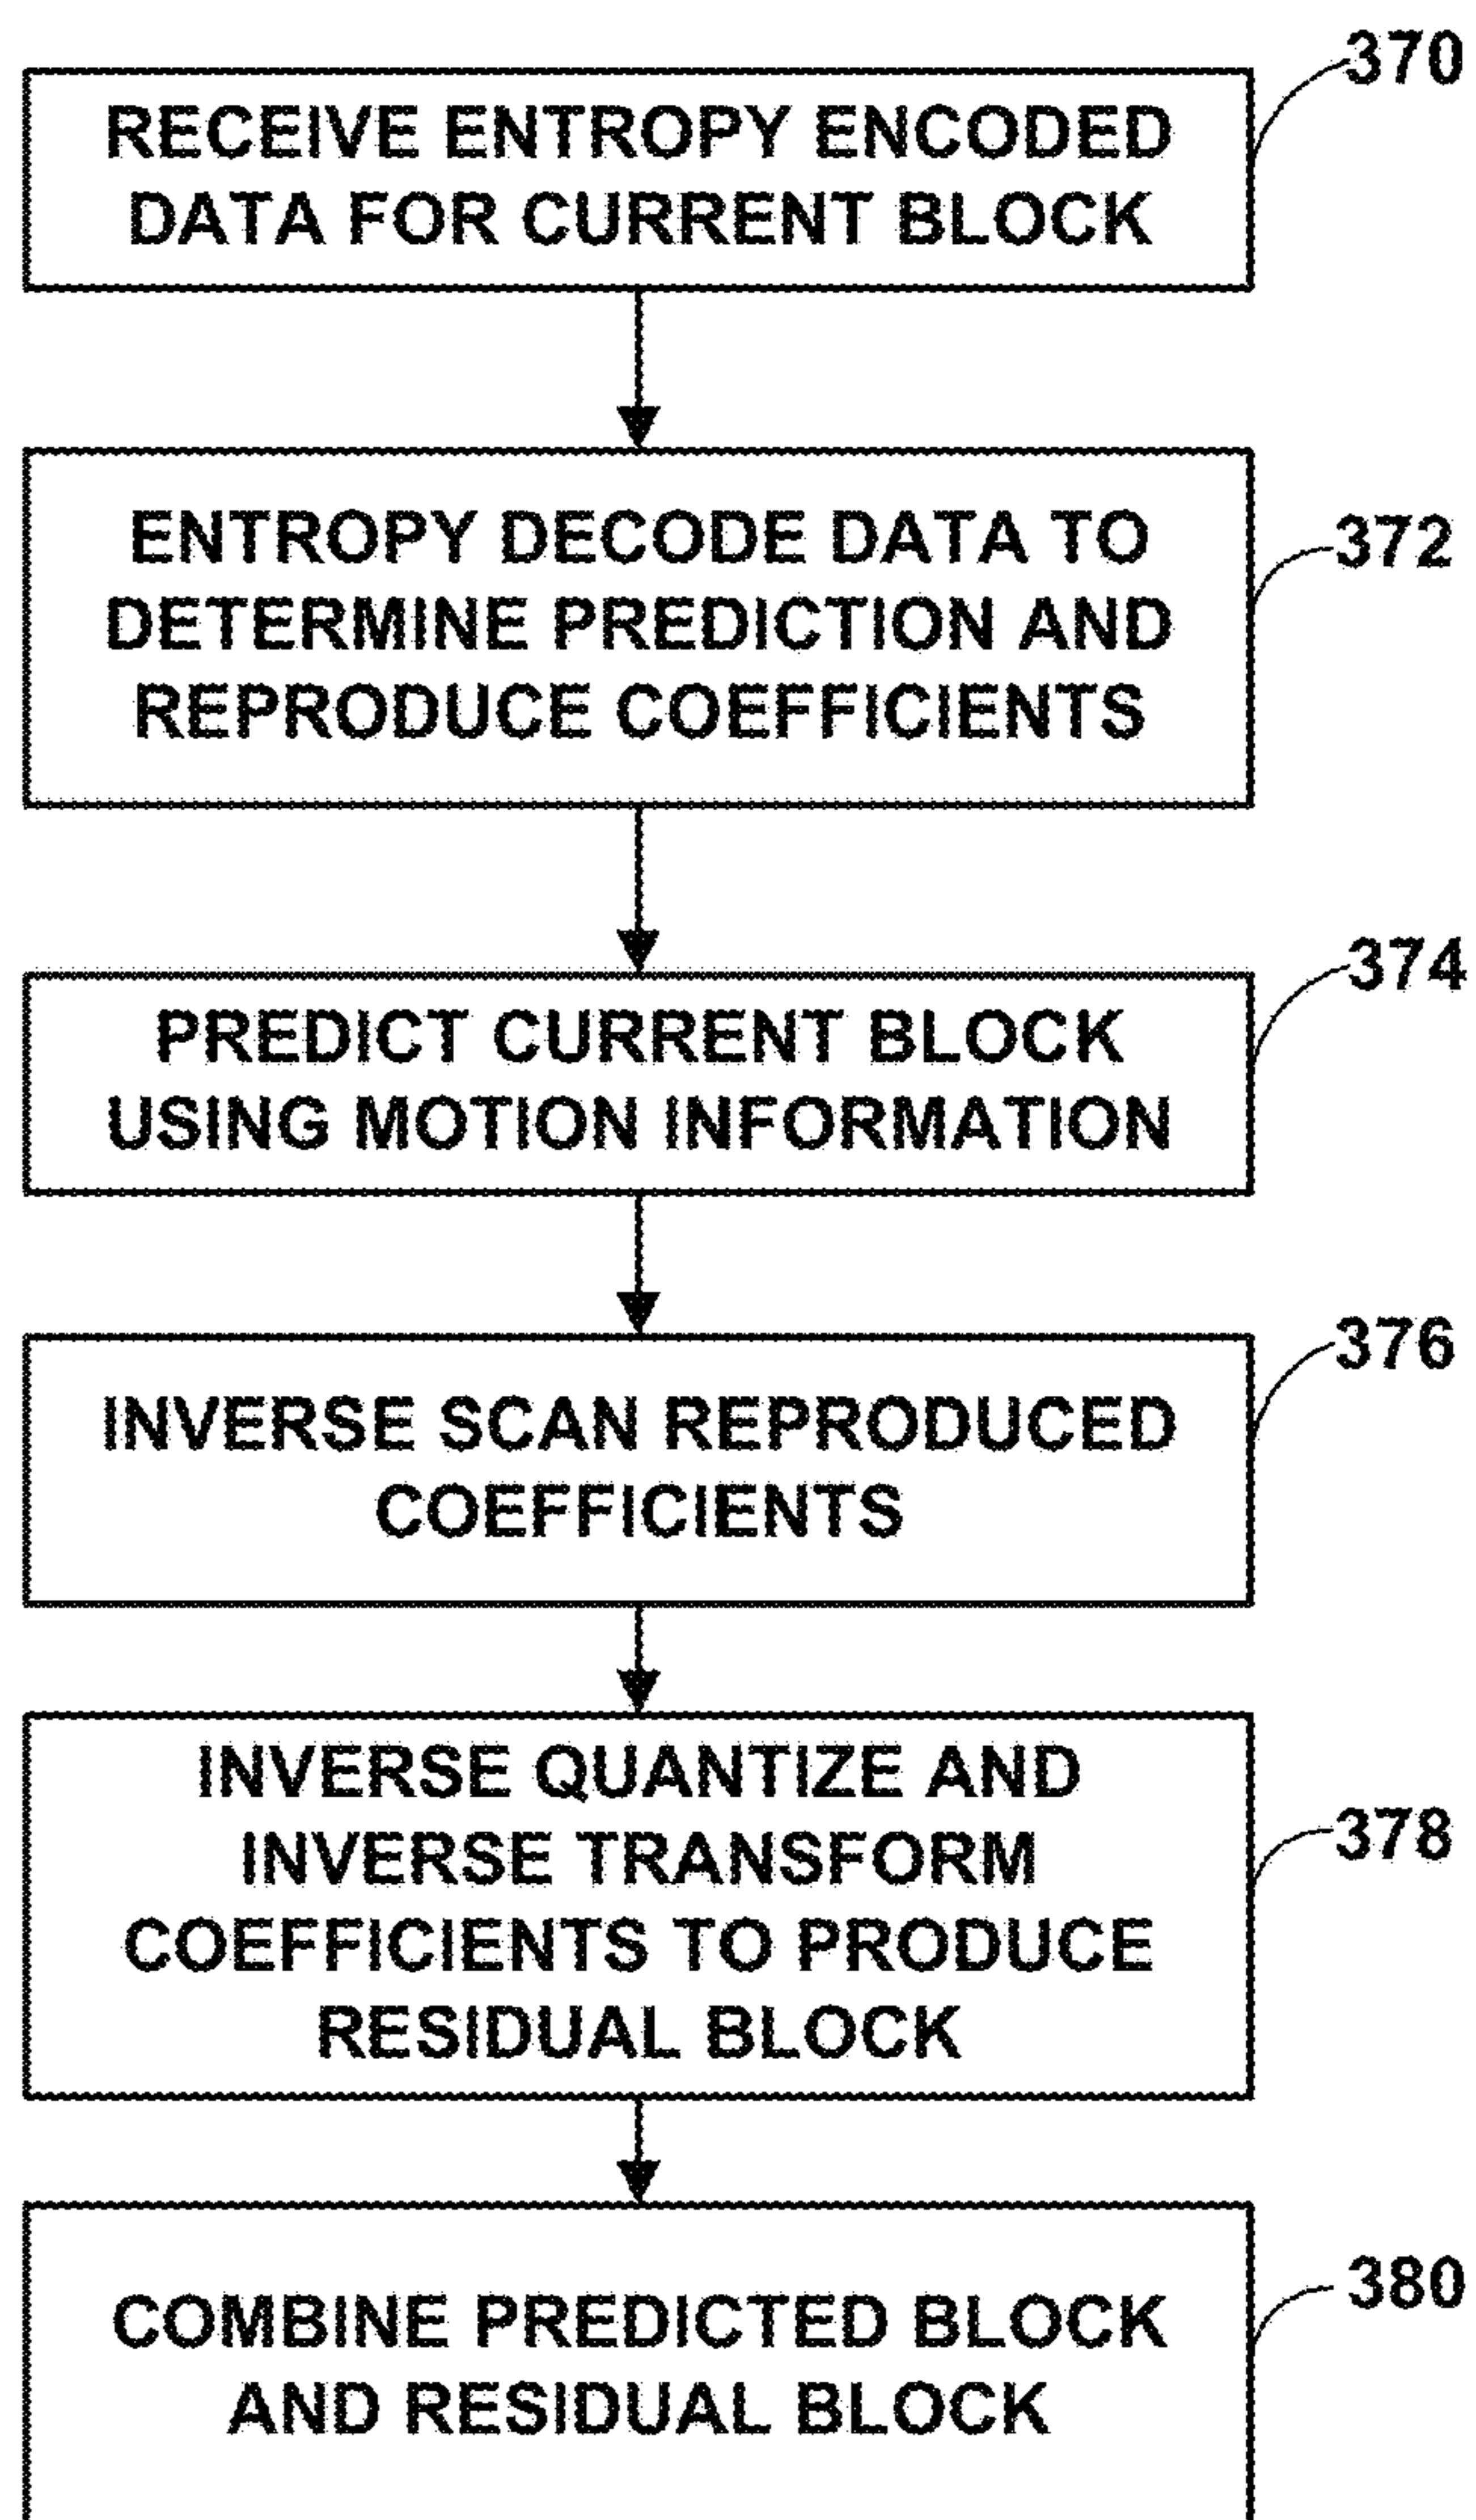 370
RECEIVE ENTROPY ENCODED
DATA FOR CURRENT BLOCK
372
ENTROPY DECODE DATA TO
DETERMINE PREDICTION AND
REPRODUCE COEFFICIENTS
374
PREDICT CURRENT BLOCK
USING MOTION INFORMATION
376
INVERSE SCAN REPRODUCED
COEFFICIENTS
378
INVERSE QUANTIZE AND
INVERSE TRANSFORM
COEFFICIENTS TO PRODUCE
RESIDUAL BLOCK
380
COMBINE PREDICTED BLOCK
AND RESIDUAL BLOCK